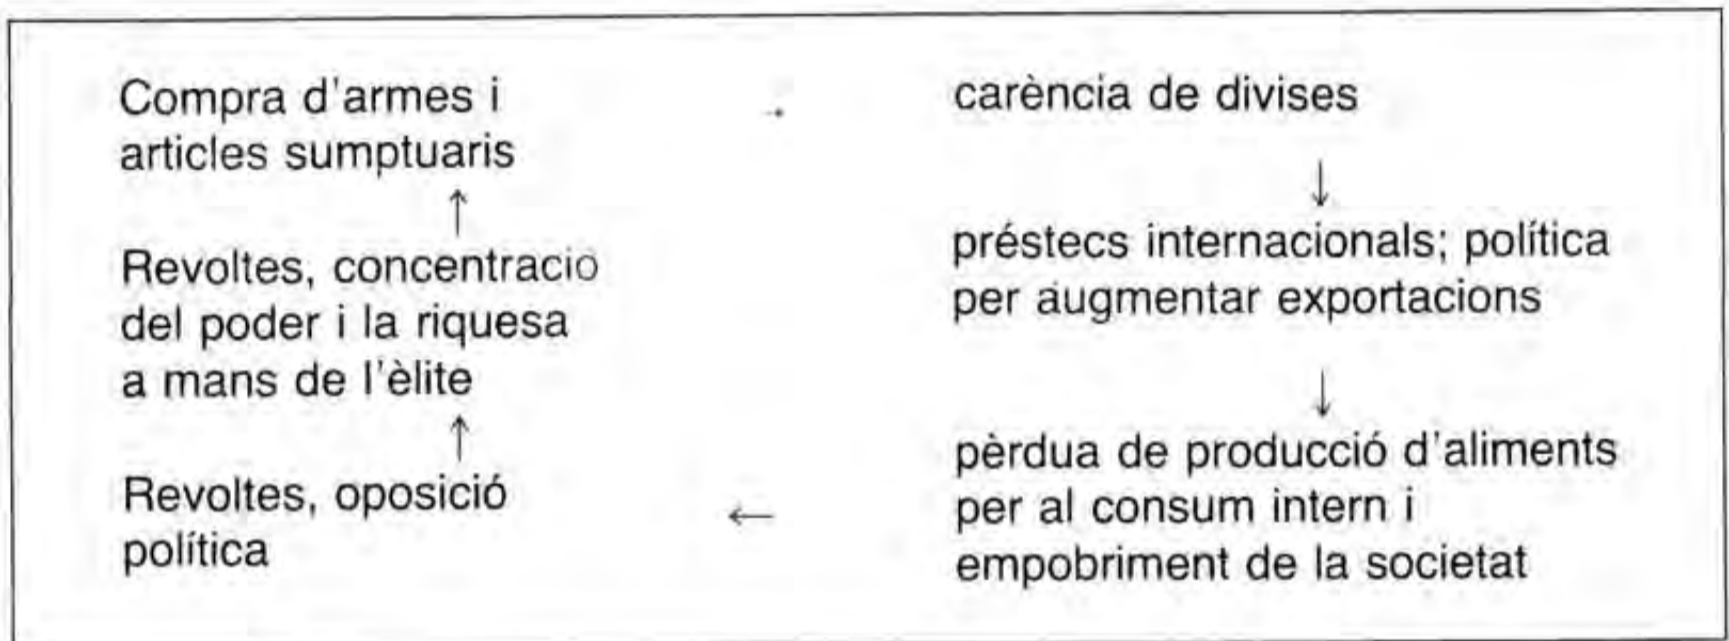 Compra d'armes i
articles sumptuaris
↑
Revoltes, concentracio
del poder i la riquesa
a mans de l'èlite
↑
Revoltes, oposició
política
←
carència de divises
↓
préstecs internacionals; política
per augmentar exportacions
↓
pèrdua de producció d'aliments
per al consum intern i
empobriment de la societat